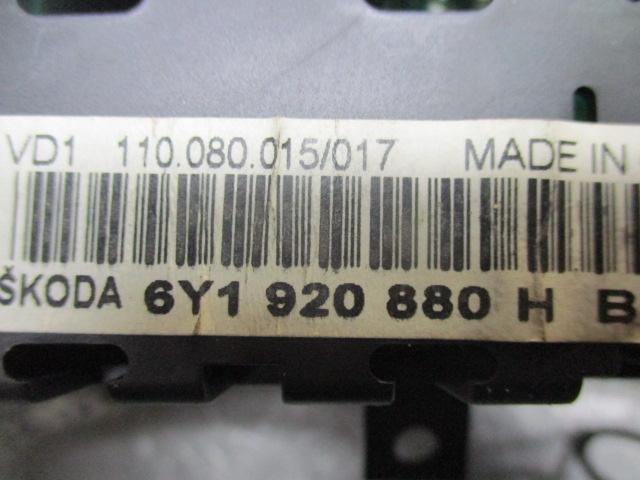 VD1 110.080.015/017 MADE IN
ŠKODA 6Y1 920 880 H B